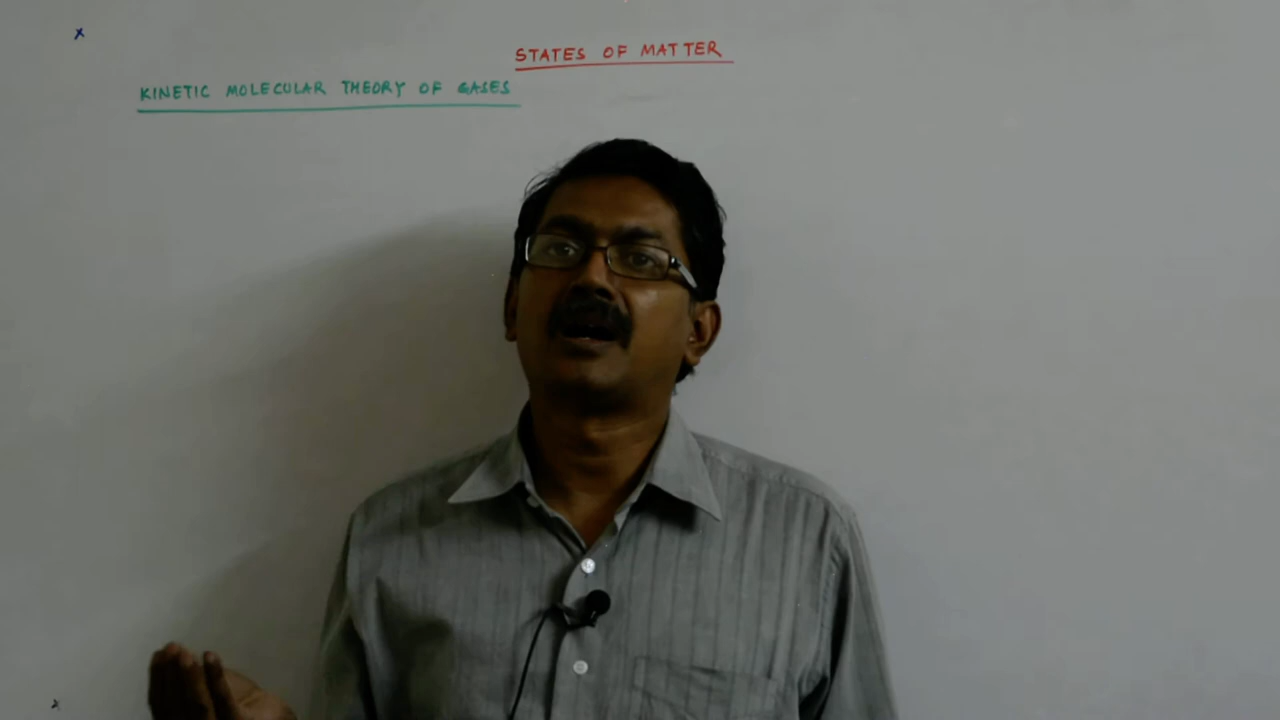 STATES OF MATTER
KINETIC MOLECULAR THEORY OF GASES